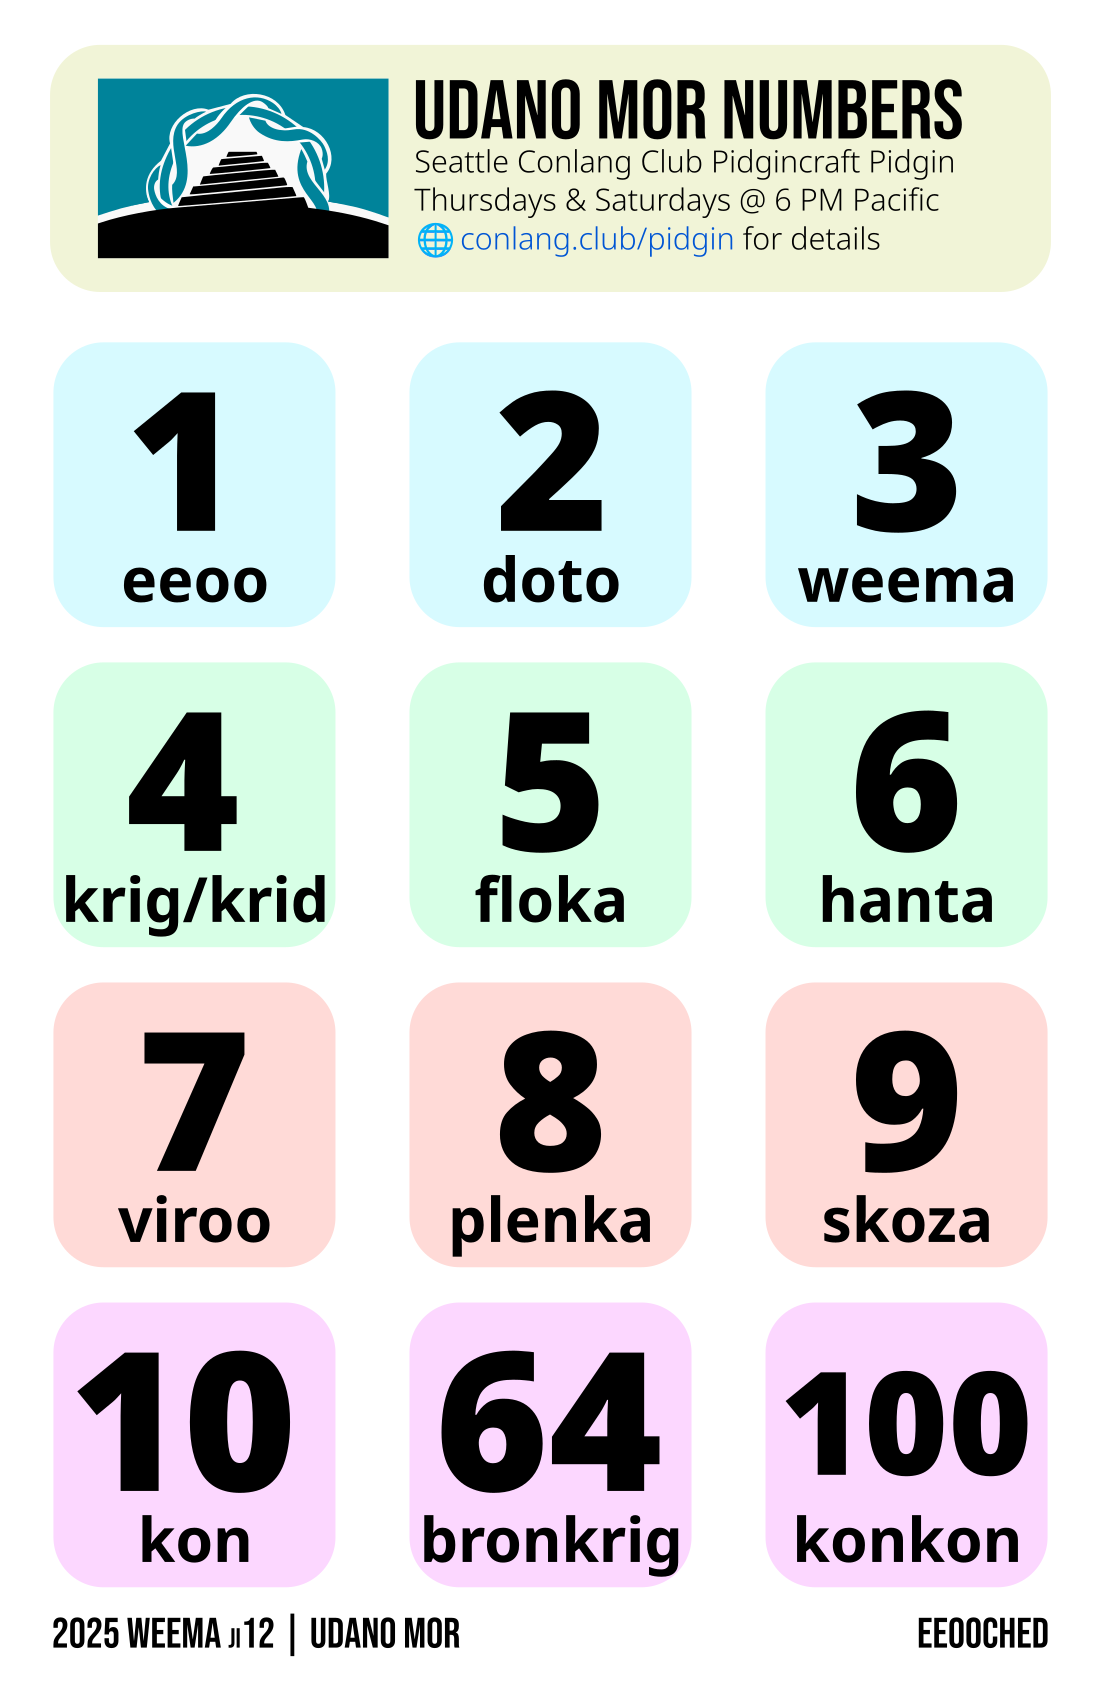 UDANO MOR NUMBERS
Seattle Conlang Club Pidgincraft Pidgin
Thursdays & Saturdays @ 6 PM Pacific
🌐 conlang.club/pidgin for details
1
eeoo
2
doto
3
weema
4
krig/krid
5
floka
6
hanta
7
viroo
8
plenka
9
skoza
10
kon
64
bronkrig
100
konkon
2025 WEEMA JI12 | UDANO MOR
EEOOCHED